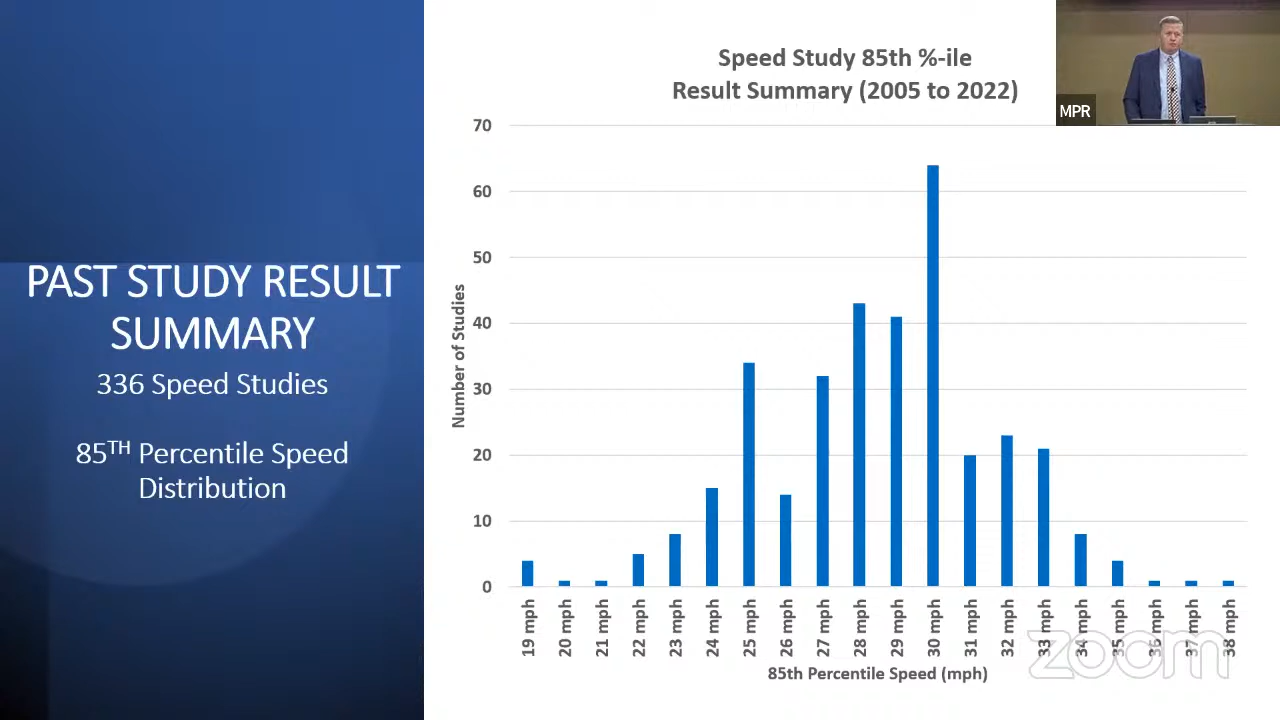 PAST STUDY RESULT
SUMMARY
336 Speed Studies
85TH Percentile Speed
Distribution
Speed Study 85th %-ile
Result Summary (2005 to 2022)
MPR
Number of Studies
70
60
50
40
30
20
10
0
19 mph
20 mph
21 mph
22 mph
23 mph
24 mph
25 mph
26 mph
27 mph
28 mph
29 mph
30 mph
31 mph
32 mph
33 mph
34 mph
35 mph
36 mph
37 mph
38 mph
85th Percentile Speed (mph)
zoom